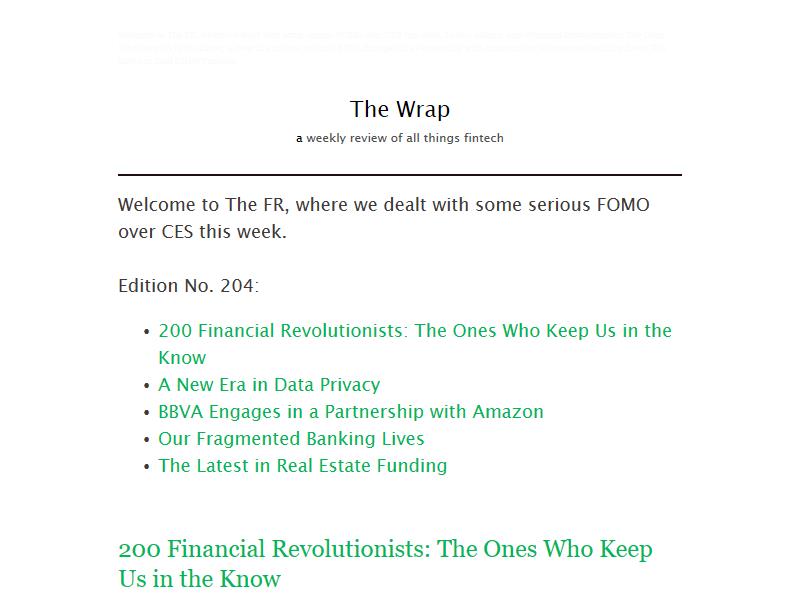 The Wrap
a weekly review of all things fintech
Welcome to The FR, where we dealt with some serious FOMO
over CES this week.
Edition No. 204:
• 200 Financial Revolutionists: The Ones Who Keep Us in the
Know
• A New Era in Data Privacy
• BBVA Engages in a Partnership with Amazon
• Our Fragmented Banking Lives
• The Latest in Real Estate Funding
200 Financial Revolutionists: The Ones Who Keep
Us in the Know